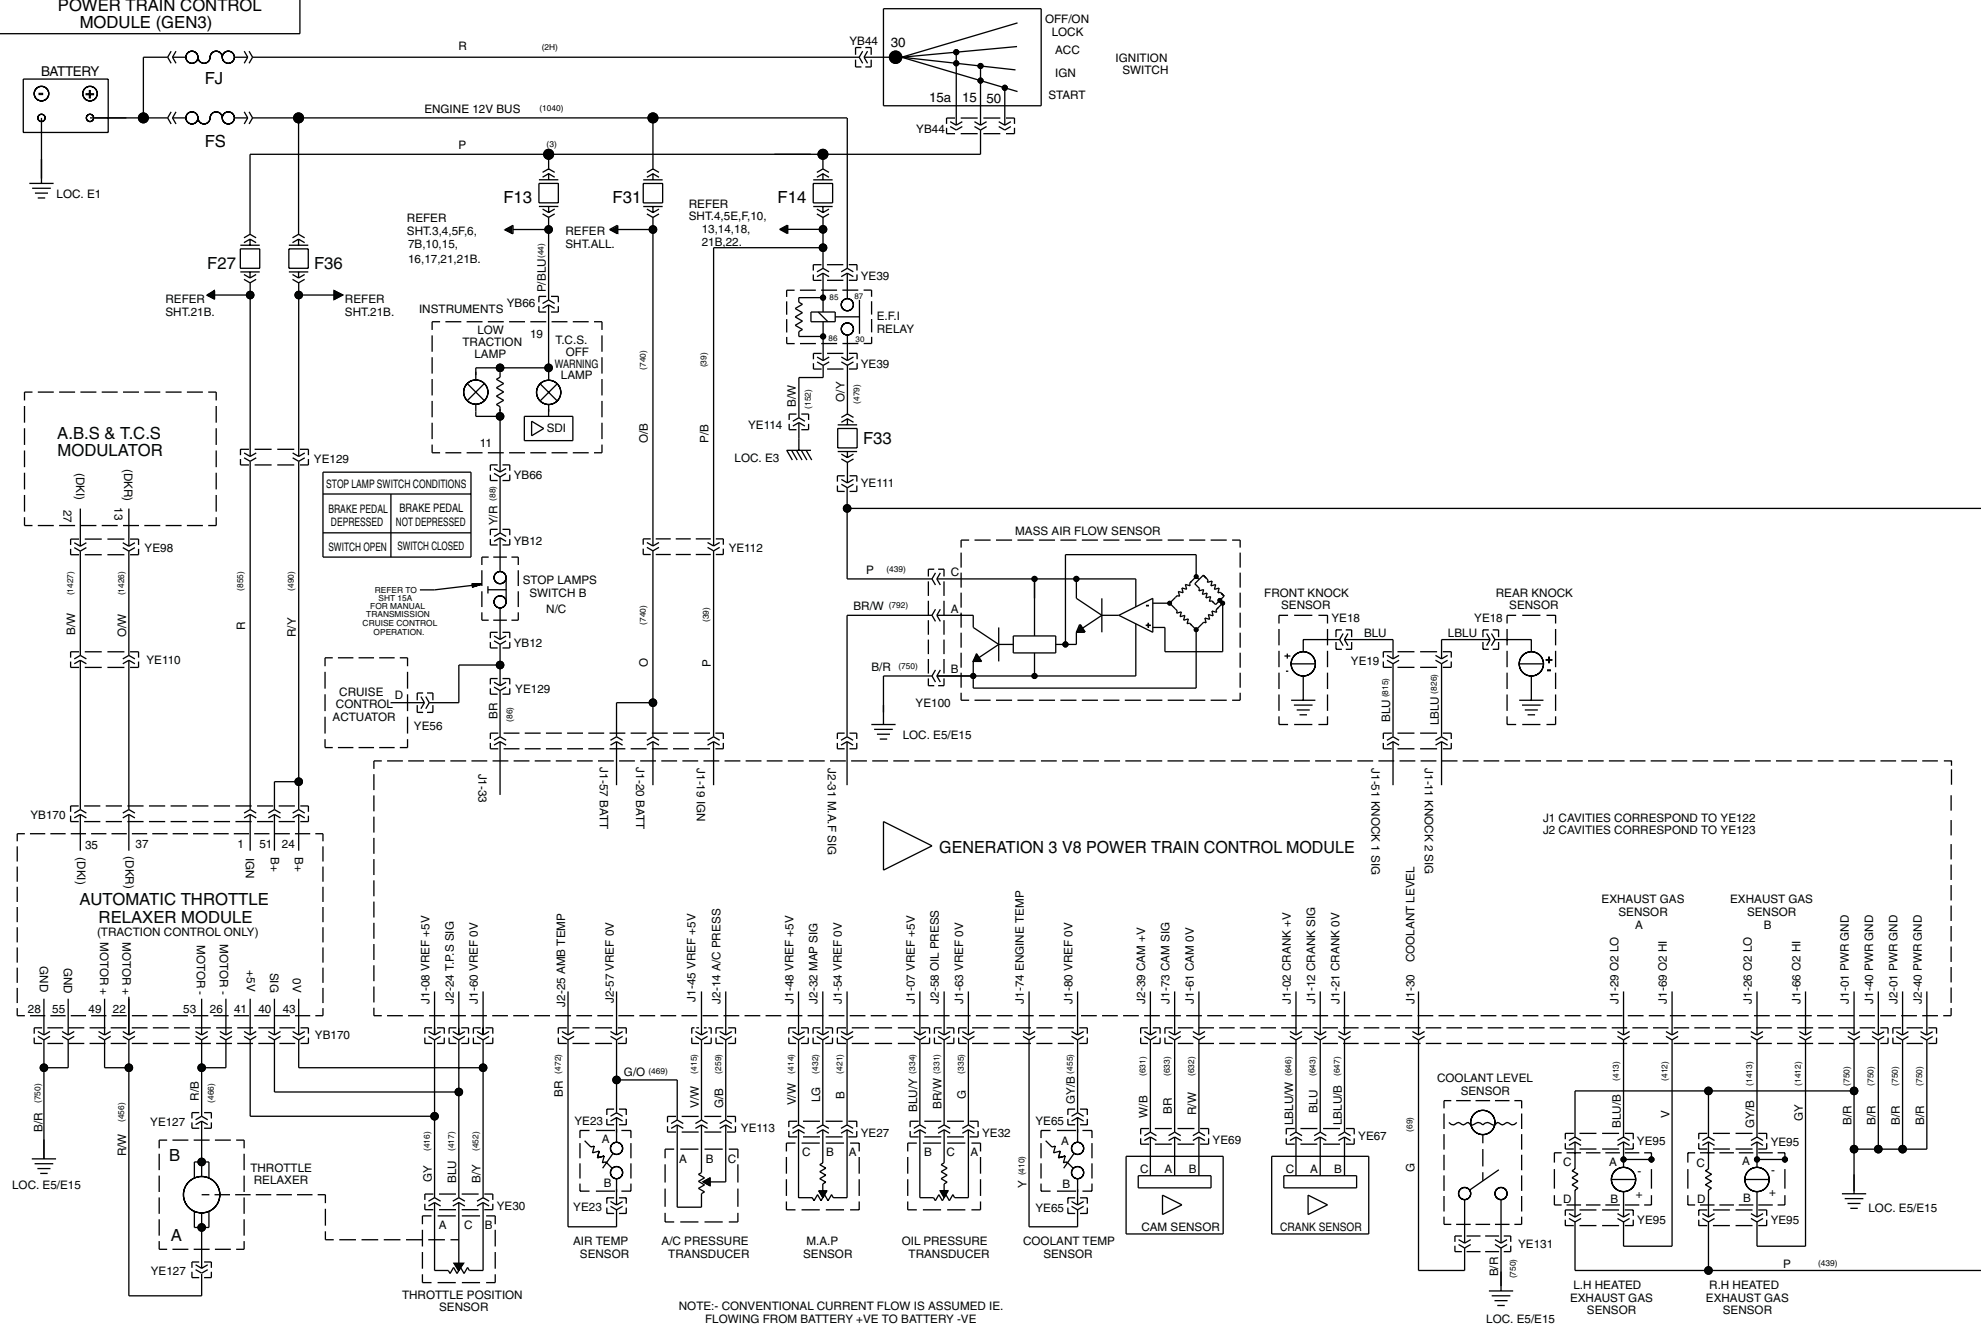 POWER TRAIN CONTROL
MODULE (GEN3)
BATTERY
LOC. E1
FJ
FS
R (2H)
ENGINE 12V BUS (1040)
P (3)
YB44
30
OFF/ON
LOCK
ACC
IGN
START
IGNITION
SWITCH
15a 15 50
YB44
F27
F36
F13
F31
F14
REFER
SHT.21B.
REFER
SHT.21B.
REFER
SHT.3,4,5F,6,
7B,10,15,
16,17,21,21B.
REFER
SHT.ALL.
REFER
SHT.4,5E,F,10,
13,14,18,
21B,22.
P/BLU (44)
YB66
INSTRUMENTS
19
LOW
TRACTION
LAMP
T.C.S.
OFF
WARNING
LAMP
SDI
11
YB66
Y/R (88)
YB12
STOP LAMP SWITCH CONDITIONS
BRAKE PEDAL
DEPRESSED
BRAKE PEDAL
NOT DEPRESSED
SWITCH OPEN
SWITCH CLOSED
REFER TO
SHT 15A
FOR MANUAL
TRANSMISSION
CRUISE CONTROL
OPERATION.
STOP LAMPS
SWITCH B
N/C
YB12
YE129
BR (86)
CRUISE
CONTROL
ACTUATOR
D
YE56
YE39
85
87
86
30
E.F.I
RELAY
YE39
B/W (152)
O/Y (479)
YE114
LOC. E3
F33
YE111
(740)
O/B
(39)
P/B
YE112
(740)
O
(39)
P
A.B.S & T.C.S
MODULATOR
(DKI)
(DKR)
27
13
YE98
(1427)
W/B
(1426)
W/O
YE110
YE129
(855)
R
(490)
R/Y
MASS AIR FLOW SENSOR
P (439)
C
BR/W (792)
A
B/R (750)
B
YE100
LOC. E5/E15
FRONT KNOCK
SENSOR
REAR KNOCK
SENSOR
YE18
BLU
LBLU
YE18
YE19
BLU (815)
LBLU (826)
YB170
35
37
1
51
24
(DKI)
(DKR)
IGN
B+
B+
AUTOMATIC THROTTLE
RELAXER MODULE
(TRACTION CONTROL ONLY)
GND
GND
MOTOR +
MOTOR +
MOTOR -
MOTOR -
+5V
SIG
0V
28 55 49 22 53 26 41 40 43
YB170
J1-33
J1-57 BATT
J1-20 BATT
J1-19 IGN
J2-31 M.A.F SIG
J1-51 KNOCK 1 SIG
J1-11 KNOCK 2 SIG
GENERATION 3 V8 POWER TRAIN CONTROL MODULE
J1 CAVITIES CORRESPOND TO YE122
J2 CAVITIES CORRESPOND TO YE123
J1-08 VREF +5V
J2-24 T.P.S SIG
J1-60 VREF 0V
J2-25 AMB TEMP
J2-57 VREF 0V
J1-45 VREF +5V
J2-14 A/C PRESS
J1-48 VREF +5V
J2-32 MAP SIG
J1-54 VREF 0V
J1-07 VREF +5V
J2-58 OIL PRESS
J1-63 VREF 0V
J1-74 ENGINE TEMP
J1-80 VREF 0V
J2-39 CAM +V
J1-73 CAM SIG
J1-61 CAM 0V
J1-02 CRANK +V
J1-12 CRANK SIG
J1-21 CRANK 0V
J1-30 COOLANT LEVEL
EXHAUST GAS
SENSOR
A
J1-29 O2 LO
J1-69 O2 HI
EXHAUST GAS
SENSOR
B
J1-26 O2 LO
J1-66 O2 HI
J1-01 PWR GND
J1-40 PWR GND
J2-01 PWR GND
J2-40 PWR GND
B/R (750)
LOC. E5/E15
R/W (456)
R/B (466)
YE127
B
A
THROTTLE
RELAXER
YE127
GY (416)
BLU (417)
B/Y (452)
YE30
A C B
THROTTLE POSITION
SENSOR
BR (472)
G/O (469)
YE23
A
B
YE23
AIR TEMP
SENSOR
V/W (415)
G/B (259)
YE113
A B C
A/C PRESSURE
TRANSDUCER
V/W (414)
LG (432)
B (421)
YE27
C B A
M.A.P
SENSOR
BLU/Y (334)
BR/W (331)
G (335)
YE32
B C A
OIL PRESSURE
TRANSDUCER
Y (410)
GY/B (455)
YE65
A
B
YE65
COOLANT TEMP
SENSOR
W/B (631)
BR (633)
R/W (632)
YE69
C A B
CAM SENSOR
LBLU/W (646)
BLU (643)
LBLU/B (647)
YE67
C A B
CRANK SENSOR
G (69)
COOLANT LEVEL
SENSOR
YE131
B/R (750)
LOC. E5/E15
BLU/B (413)
V (412)
YE95
C A
D B
YE95
L.H HEATED
EXHAUST GAS
SENSOR
GY/B (1413)
GY (1412)
YE95
C A
D B
YE95
R.H HEATED
EXHAUST GAS
SENSOR
P (439)
B/R (750)
B/R (750)
B/R (750)
B/R (750)
LOC. E5/E15
NOTE:- CONVENTIONAL CURRENT FLOW IS ASSUMED IE.
FLOWING FROM BATTERY +VE TO BATTERY -VE